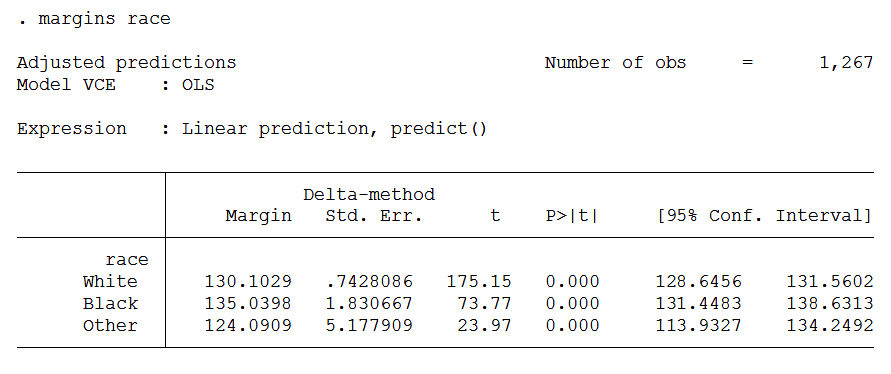 . margins race
Adjusted predictions Number of obs = 1,267
Model VCE : OLS
Expression : Linear prediction, predict()
Delta-method
Margin Std. Err. t P>|t| [95% Conf. Interval]
race
White 130.1029 .7428086 175.15 0.000 128.6456 131.5602
Black 135.0398 1.830667 73.77 0.000 131.4483 138.6313
Other 124.0909 5.177909 23.97 0.000 113.9327 134.2492